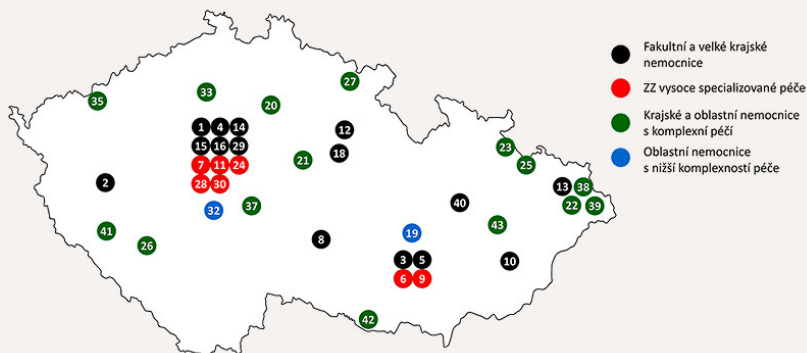 Fakultní a velké krajské
nemocnice
ZZ vysoce specializované péče
Krajské a oblastní nemocnice
s komplexní péčí
Oblastní nemocnice
s nižší komplexností péče
27
35
33
20
1 4 14
12
15 16 29
18
23
7 11 24
21
25
2
28 30
13 38
32
37
40
22 39
41
43
19
26
8
3 5
10
6 9
42